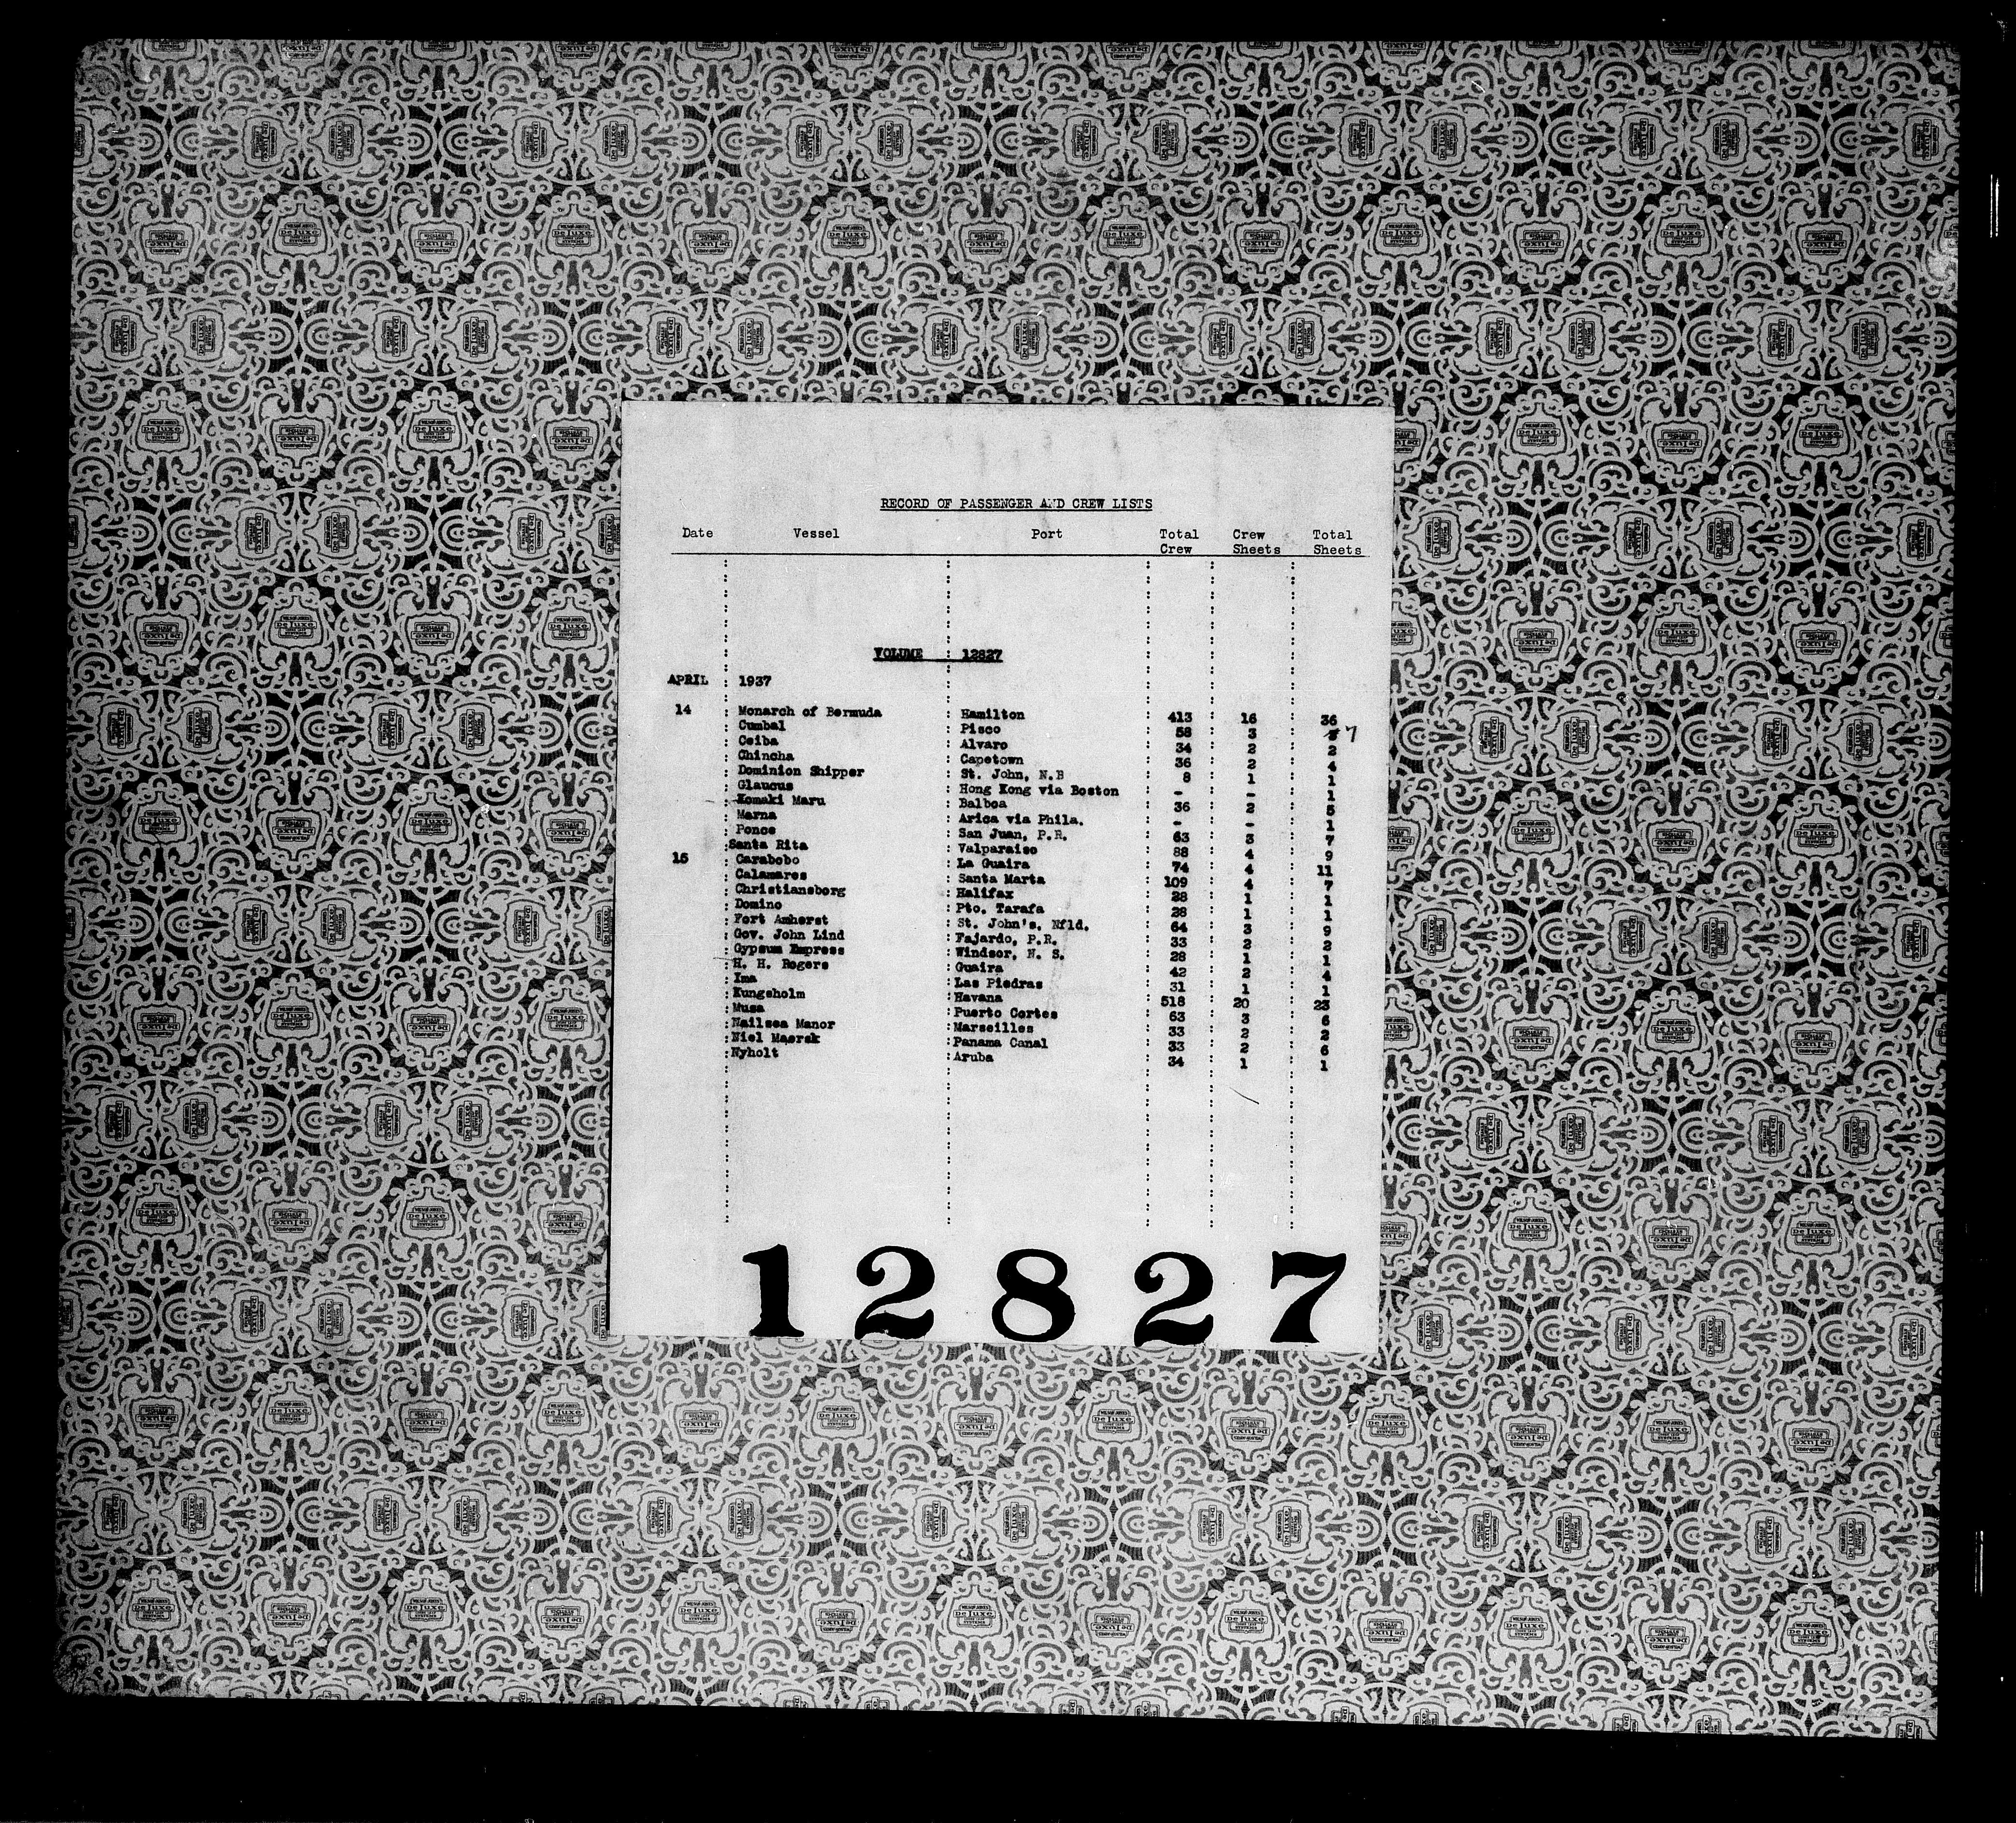 RECORD OF PASSENGER AND CREW LISTS
Date Vessel Port Total Crew Crew Sheets Total Sheets
VOLUME : 12827
APRIL : 1937
14 : Monarch of Bermuda : Hamilton : 413 : 16 : 36
: Cumbal : Pisco : 58 : 3 : 7
: Ceiba : Alvaro : 34 : 2 : 2
: Chincha : Capetown : 36 : 2 : 4
: Dominion Shipper : St. John, N.B : 8 : 1 : 1
: Glaucus : Hong Kong via Boston : - : - : 1
: Komaki Maru : Balboa : 36 : 2 : 5
: Marna : Arica via Phila. : - : - : 1
: Ponce : San Juan, P.R. : 63 : 3 : 7
:Santa Rita : Valparaiso : 88 : 4 : 9
15 : Carabobo : La Guaira : 74 : 4 : 11
: Calamares : Santa Marta : 109 : 4 : 7
: Christiansborg : Halifax : 28 : 1 : 1
: Domino : Pto. Tarafa : 28 : 1 : 1
: Fort Amherst : St. John's, Nfld. : 64 : 3 : 9
: Gov. John Lind : Fajardo, P.R. : 33 : 2 : 2
: Gypsum Empress : Windsor, N. S. : 28 : 1 : 1
: H. H. Rogers : Guaira : 42 : 2 : 4
: Ima : Las Piedras : 31 : 1 : 1
: Kungsholm : Havana : 518 : 20 : 23
: Musa : Puerto Cortes : 63 : 3 : 6
: Nailsea Manor : Marseilles : 33 : 2 : 2
: Niel Maersk : Panama Canal : 33 : 2 : 6
: Nyholt : Aruba : 34 : 1 : 1
12827